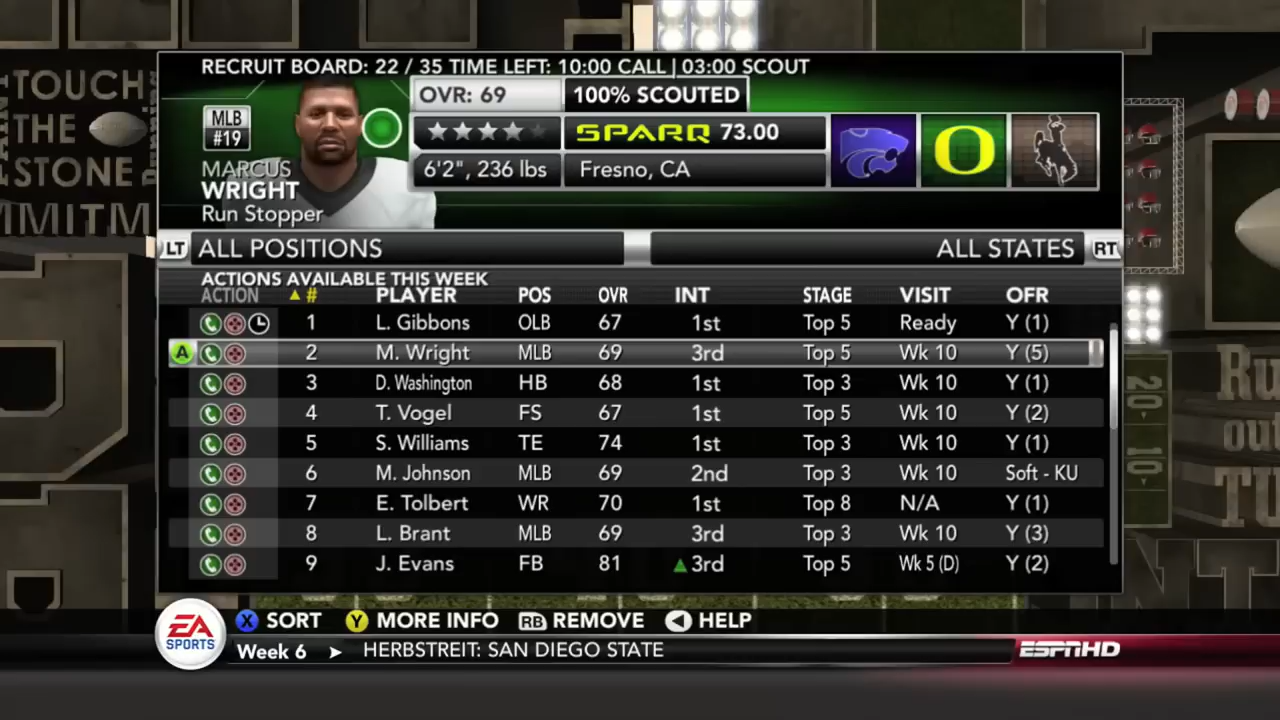 RECRUIT BOARD: 22 / 35 TIME LEFT: 10:00 CALL | 03:00 SCOUT
TOUCH
THE
STONE
MMITM
MLB
#19
MARCUS
WRIGHT
Run Stopper
OVR: 69
100% SCOUTED
SPARQ 73.00
6'2", 236 lbs
Fresno, CA
LT ALL POSITIONS
ALL STATES RT
ACTIONS AVAILABLE THIS WEEK
ACTION # PLAYER POS OVR INT STAGE VISIT OFR
1 L. Gibbons OLB 67 1st Top 5 Ready Y (1)
A 2 M. Wright MLB 69 3rd Top 5 Wk 10 Y (5)
3 D. Washington HB 68 1st Top 3 Wk 10 Y (1)
4 T. Vogel FS 67 1st Top 5 Wk 10 Y (2)
5 S. Williams TE 74 1st Top 3 Wk 10 Y (1)
6 M. Johnson MLB 69 2nd Top 3 Wk 10 Soft - KU
7 E. Tolbert WR 70 1st Top 8 N/A Y (1)
8 L. Brant MLB 69 3rd Top 3 Wk 10 Y (3)
9 J. Evans FB 81 3rd Top 5 Wk 5 (D) Y (2)
20
10
X SORT Y MORE INFO RB REMOVE HELP
EA
SPORTS
Week 6 HERBSTREIT: SAN DIEGO STATE
ESPNHD